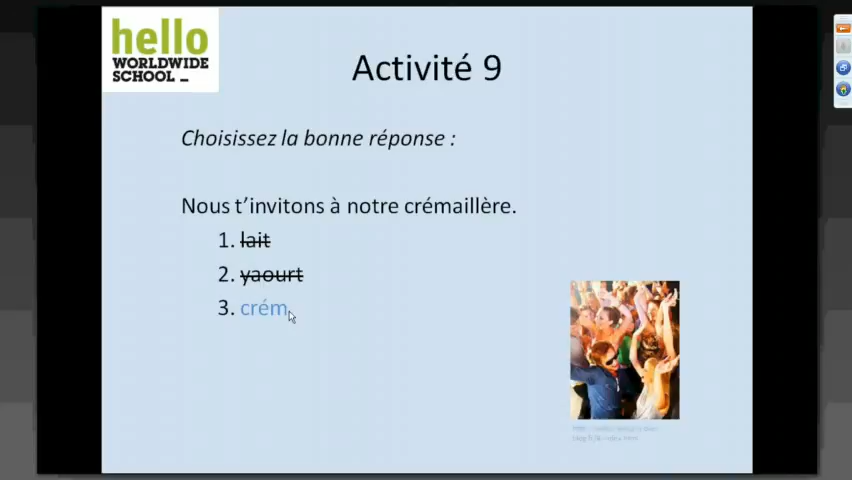 hello
WORLDWIDE
SCHOOL
Activité 9
Choisissez la bonne réponse :
Nous t'invitons à notre crémaillère.
1. lait
2. yaourt
3. crém